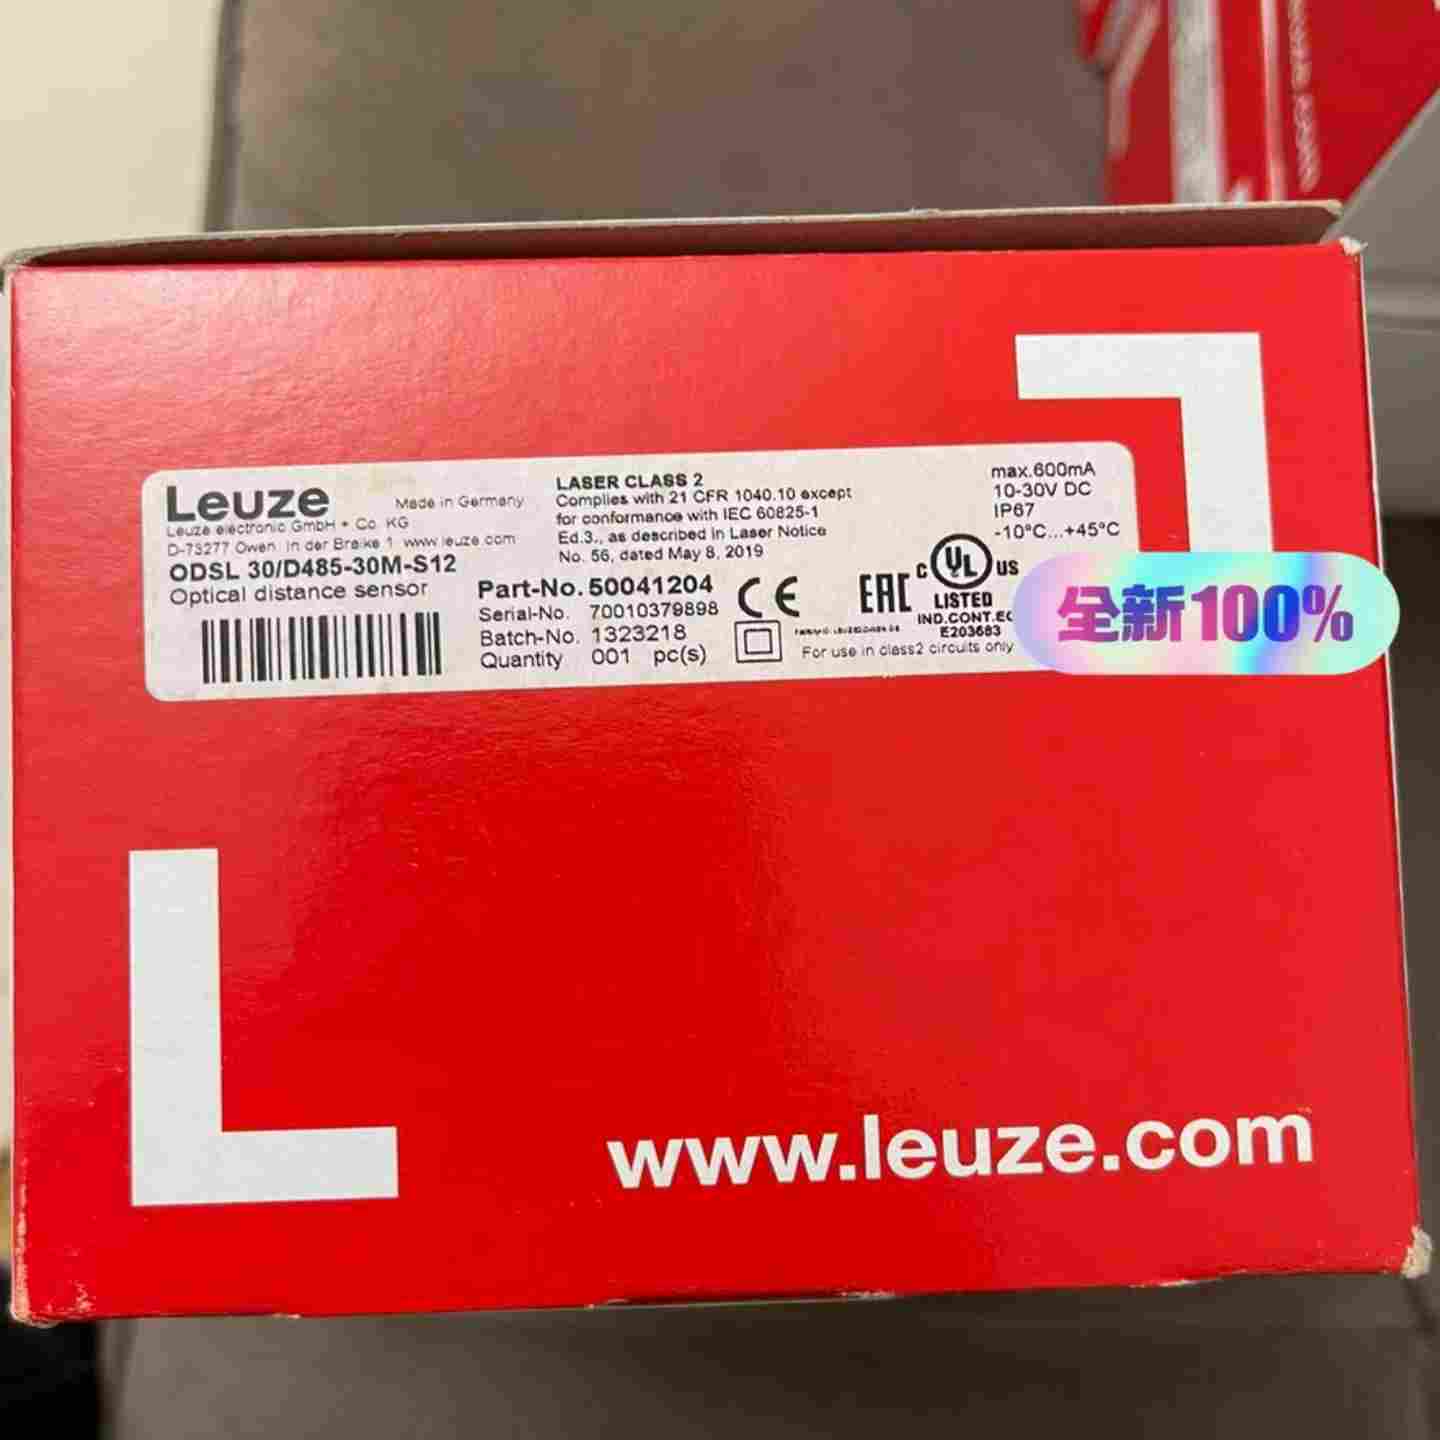 Leuze
Made in Germany
Leuze electronic GmbH + Co. KG
D-73277 Owen In der Braike 1 www.leuze.com
ODSL 30/D485-30M-S12
Optical distance sensor
LASER CLASS 2
Complies with 21 CFR 1040.10 except
for conformance with IEC 60825-1
Ed.3., as described in Laser Notice
No. 56, dated May 8, 2019
Part-No. 50041204
Serial-No. 70010379898
Batch-No. 1323218
Quantity 001 pc(s)
CE
EAC
C UL US
LISTED
IND.CONT.EQ
E203683
For use in class2 circuits only
max.600mA
10-30V DC
IP67
-10°C...+45°C
全新100%
www.leuze.com